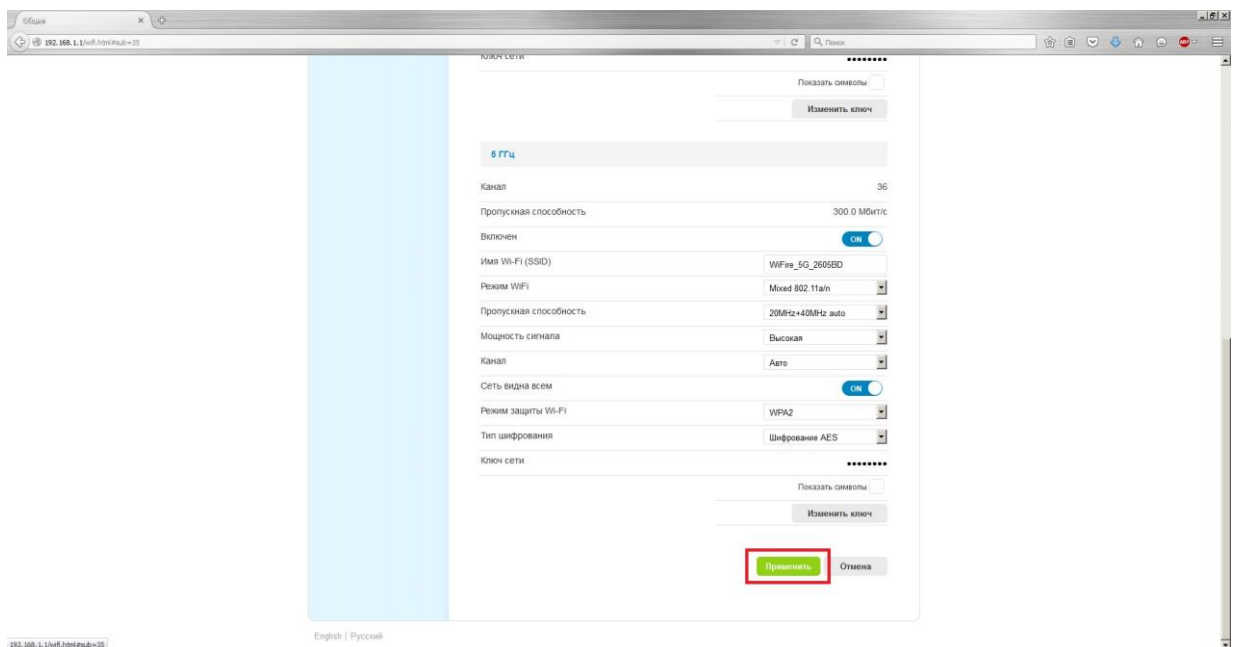 Общие
192.168.1.1/wifi.html#sub=35
Поиск
ABP
Ключ сети ••••••••
Показать символы
Изменить ключ
5 ГГц
Канал 36
Пропускная способность 300.0 Мбит/с
Включен ON
Имя Wi-Fi (SSID) WiFire_5G_2605BD
Режим WiFi Mixed 802.11a/n
Пропускная способность 20MHz+40MHz auto
Мощность сигнала Высокая
Канал Авто
Сеть видна всем ON
Режим защиты Wi-Fi WPA2
Тип шифрования Шифрование AES
Ключ сети ••••••••
Показать символы
Изменить ключ
Применить Отмена
English | Русский
192.168.1.1/wifi.html#sub=35